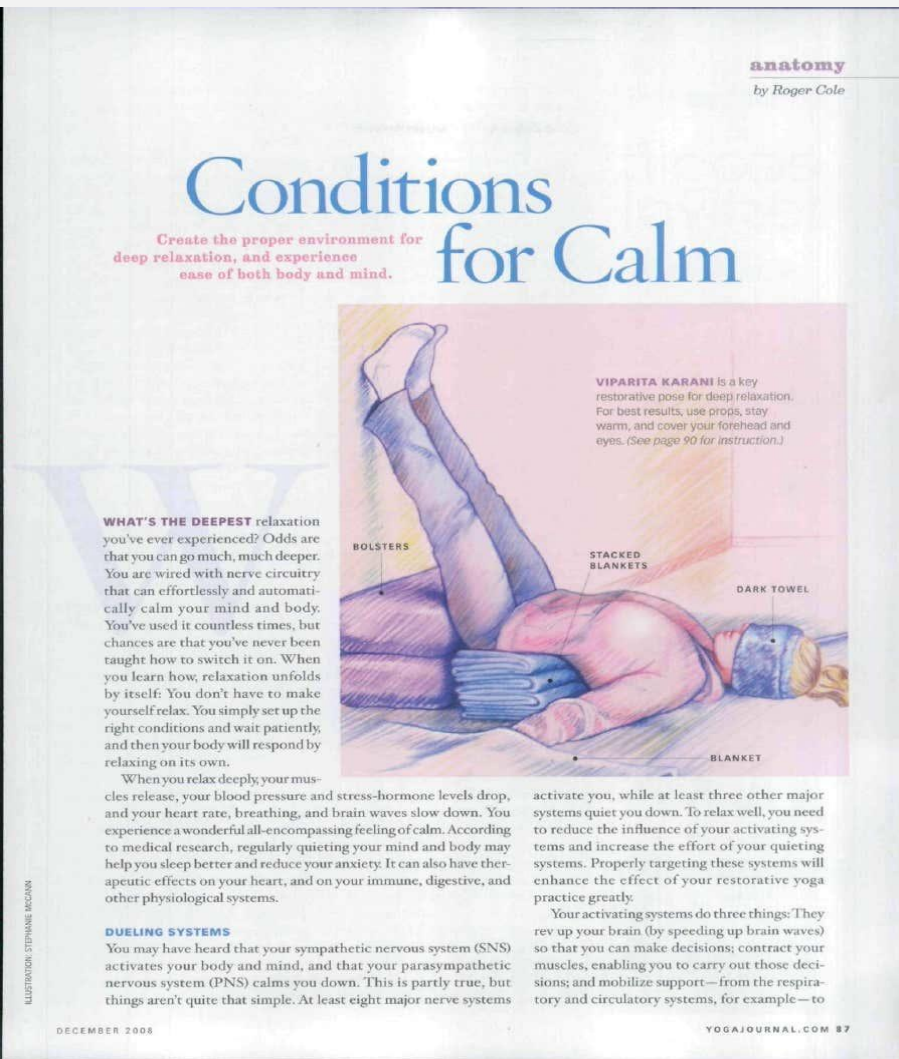 anatomy
by Roger Cole
Conditions
for Calm
Create the proper environment for
deep relaxation, and experience
ease of both body and mind.
VIPARITA KARANI is a key
restorative pose for deep relaxation.
For best results, use props, stay
warm, and cover your forehead and
eyes. (See page 90 for instruction.)
BOLSTERS
STACKED
BLANKETS
DARK TOWEL
BLANKET
W
WHAT'S THE DEEPEST relaxation
you've ever experienced? Odds are
that you can go much, much deeper.
You are wired with nerve circuitry
that can effortlessly and automati-
cally calm your mind and body.
You've used it countless times, but
chances are that you've never been
taught how to switch it on. When
you learn how, relaxation unfolds
by itself: You don't have to make
yourself relax. You simply set up the
right conditions and wait patiently,
and then your body will respond by
relaxing on its own.
When you relax deeply, your mus-
cles release, your blood pressure and stress-hormone levels drop,
and your heart rate, breathing, and brain waves slow down. You
experience a wonderful all-encompassing feeling of calm. According
to medical research, regularly quieting your mind and body may
help you sleep better and reduce your anxiety. It can also have ther-
apeutic effects on your heart, and on your immune, digestive, and
other physiological systems.
DUELING SYSTEMS
You may have heard that your sympathetic nervous system (SNS)
activates your body and mind, and that your parasympathetic
nervous system (PNS) calms you down. This is partly true, but
things aren't quite that simple. At least eight major nerve systems
activate you, while at least three other major
systems quiet you down. To relax well, you need
to reduce the influence of your activating sys-
tems and increase the effort of your quieting
systems. Properly targeting these systems will
enhance the effect of your restorative yoga
practice greatly.
Your activating systems do three things: They
rev up your brain (by speeding up brain waves)
so that you can make decisions; contract your
muscles, enabling you to carry out those deci-
sions; and mobilize support—from the respira-
tory and circulatory systems, for example—to
ILLUSTRATION: STEPHANIE MCCANN
DECEMBER 2008
YOGAJOURNAL.COM 87